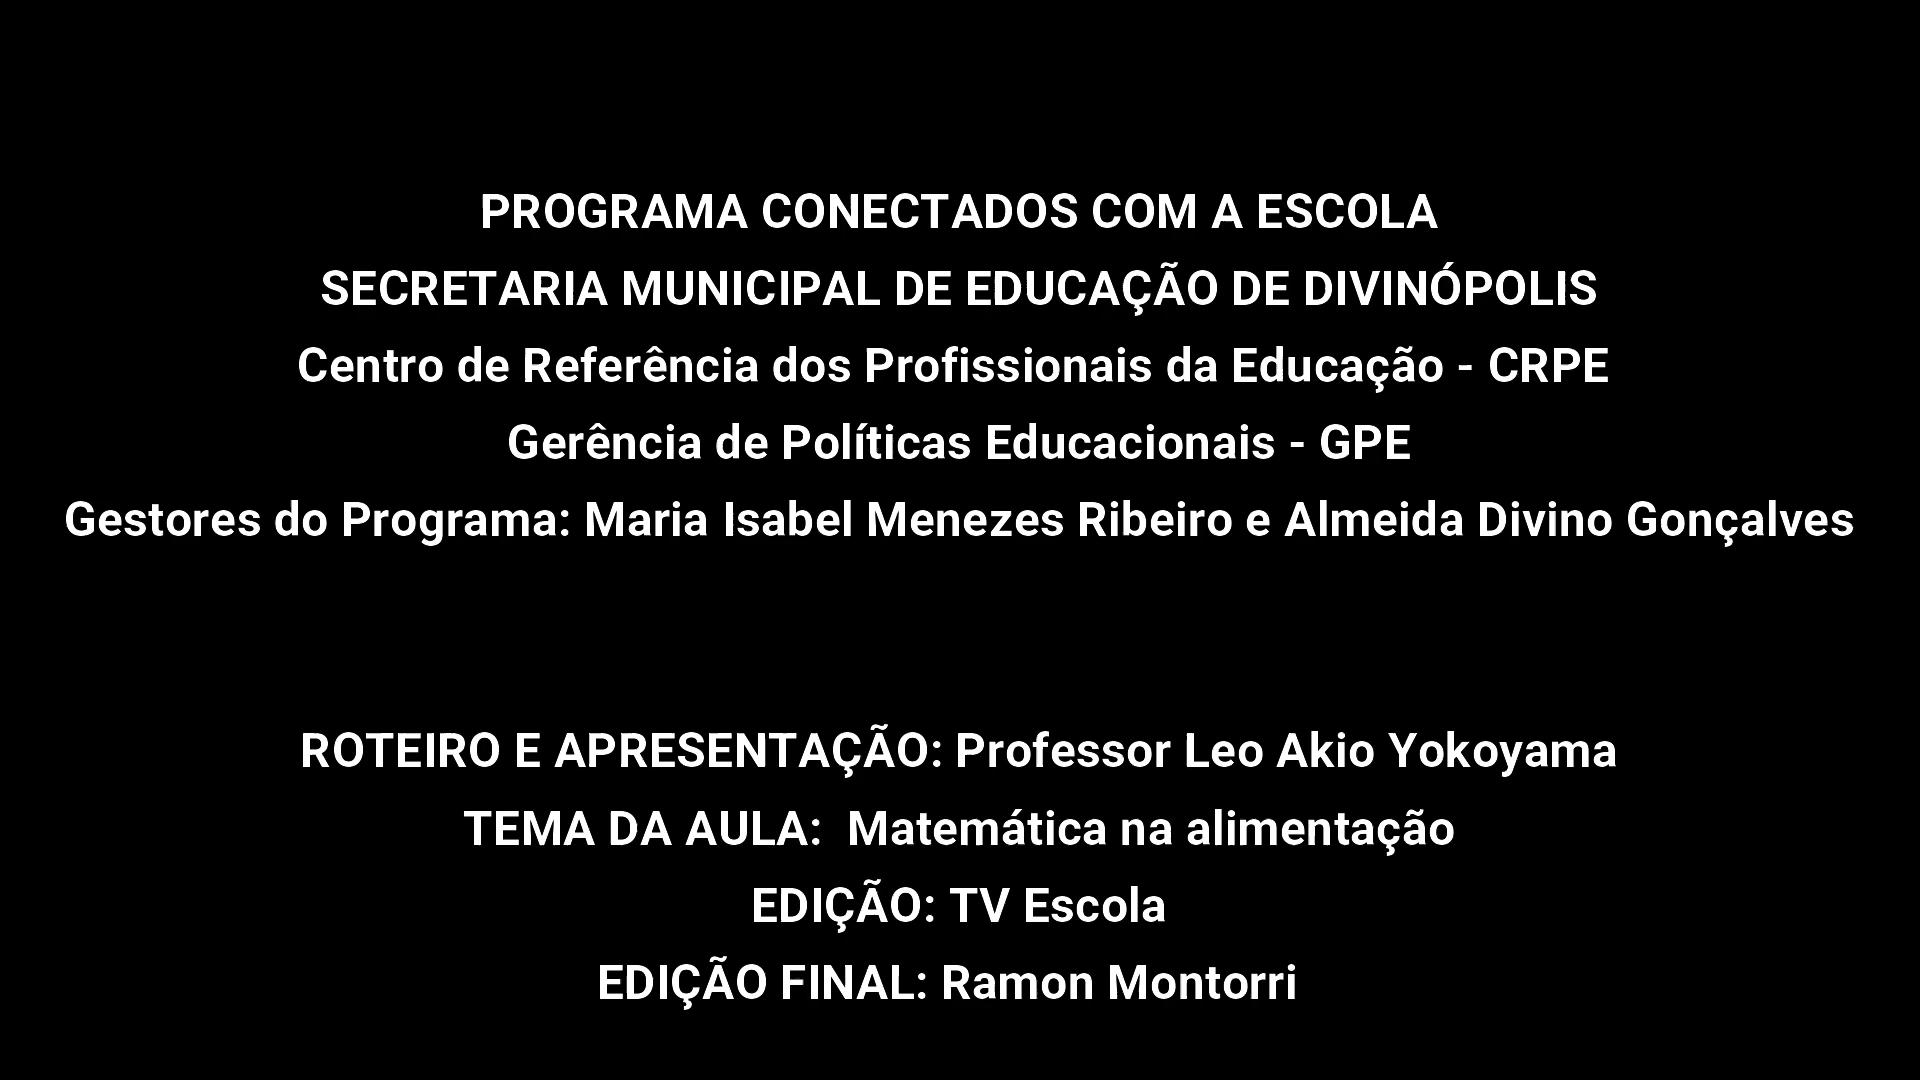 PROGRAMA CONECTADOS COM A ESCOLA
SECRETARIA MUNICIPAL DE EDUCAÇÃO DE DIVINÓPOLIS
Centro de Referência dos Profissionais da Educação - CRPE
Gerência de Políticas Educacionais - GPE
Gestores do Programa: Maria Isabel Menezes Ribeiro e Almeida Divino Gonçalves
ROTEIRO E APRESENTAÇÃO: Professor Leo Akio Yokoyama
TEMA DA AULA:  Matemática na alimentação
EDIÇÃO: TV Escola
EDIÇÃO FINAL: Ramon Montorri